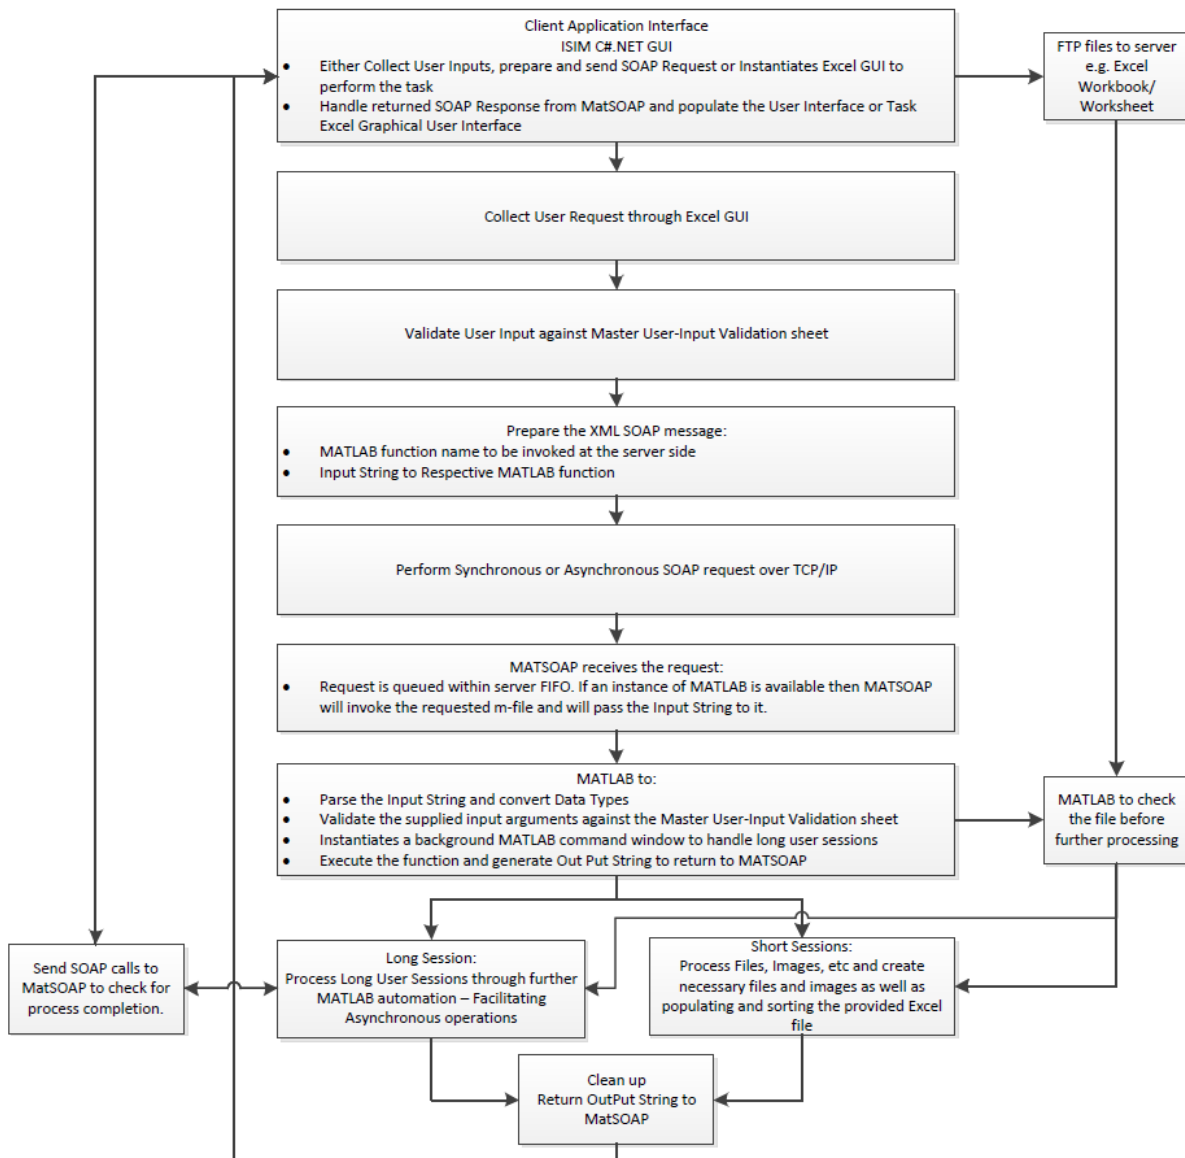 Client Application Interface
ISIM C#.NET GUI
• Either Collect User Inputs, prepare and send SOAP Request or Instantiates Excel GUI to
perform the task
• Handle returned SOAP Response from MatSOAP and populate the User Interface or Task
Excel Graphical User Interface
FTP files to server
e.g. Excel
Workbook/
Worksheet
Collect User Request through Excel GUI
Validate User Input against Master User-Input Validation sheet
Prepare the XML SOAP message:
• MATLAB function name to be invoked at the server side
• Input String to Respective MATLAB function
Perform Synchronous or Asynchronous SOAP request over TCP/IP
MATSOAP receives the request:
• Request is queued within server FIFO. If an instance of MATLAB is available then MATSOAP
will invoke the requested m-file and will pass the Input String to it.
MATLAB to:
• Parse the Input String and convert Data Types
• Validate the supplied input arguments against the Master User-Input Validation sheet
• Instantiates a background MATLAB command window to handle long user sessions
• Execute the function and generate Out Put String to return to MATSOAP
MATLAB to check
the file before
further processing
Send SOAP calls to
MatSOAP to check for
process completion.
Long Session:
Process Long User Sessions through further
MATLAB automation – Facilitating
Asynchronous operations
Short Sessions:
Process Files, Images, etc and create
necessary files and images as well as
populating and sorting the provided Excel
file
Clean up
Return OutPut String to
MatSOAP